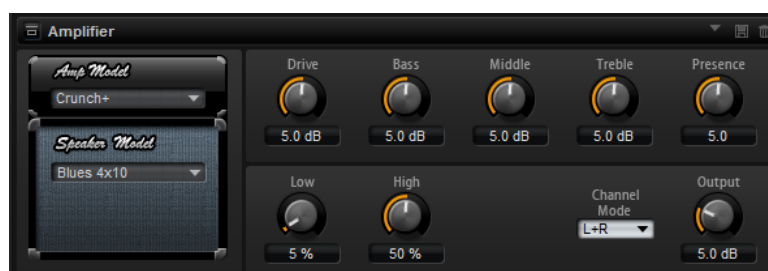 Amplifier
Amp Model
Crunch+
Speaker Model
Blues 4x10
Drive Bass Middle Treble Presence
5.0 dB 5.0 dB 5.0 dB 5.0 dB 5.0
Low High Channel Mode Output
L+R
5 % 50 % 5.0 dB